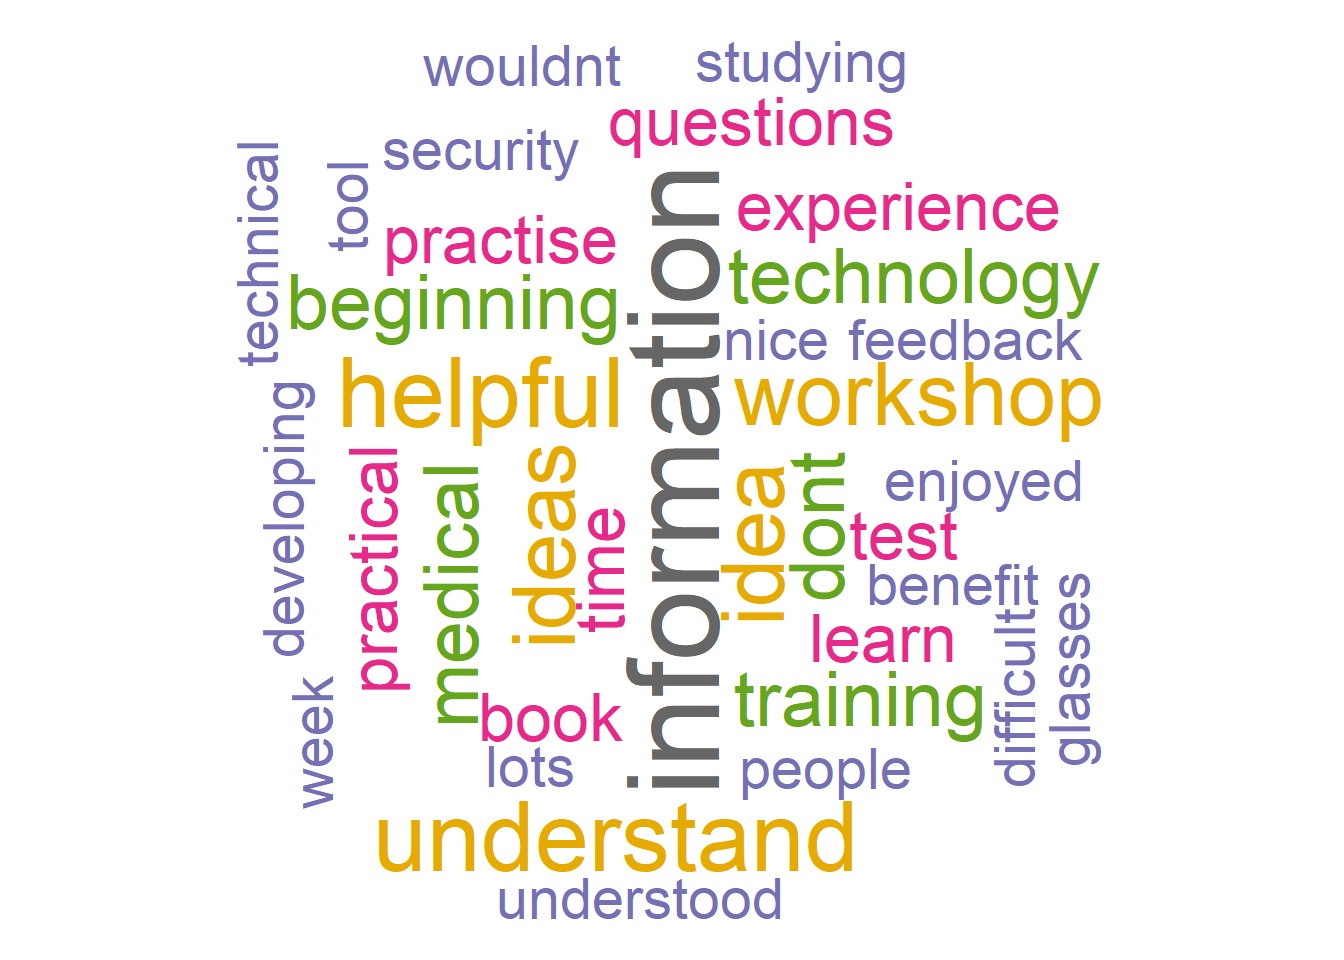 wouldnt
studying
questions
security
technical
tool
practise
experience
beginning
technology
information
nice
feedback
helpful
workshop
developing
practical
medical
ideas
time
idea
dont
enjoyed
test
benefit
learn
difficult
glasses
week
book
training
lots
people
understand
understood